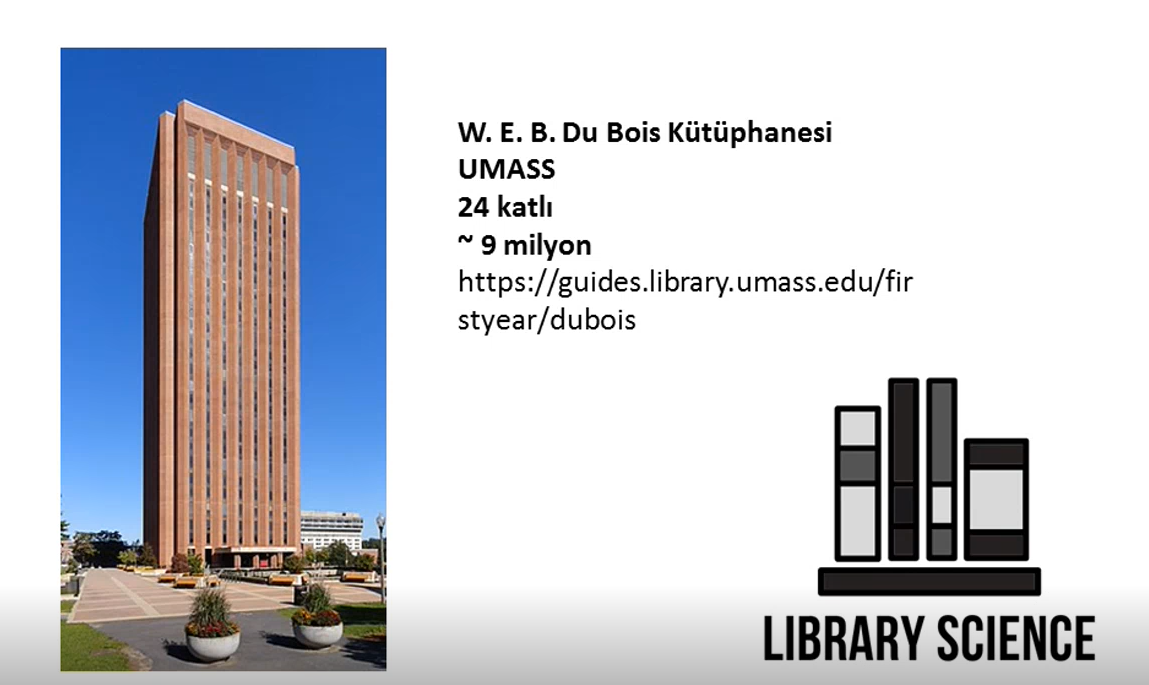 W. E. B. Du Bois Kütüphanesi
UMASS
24 katlı
~ 9 milyon
https://guides.library.umass.edu/fir
styear/dubois
LIBRARY SCIENCE